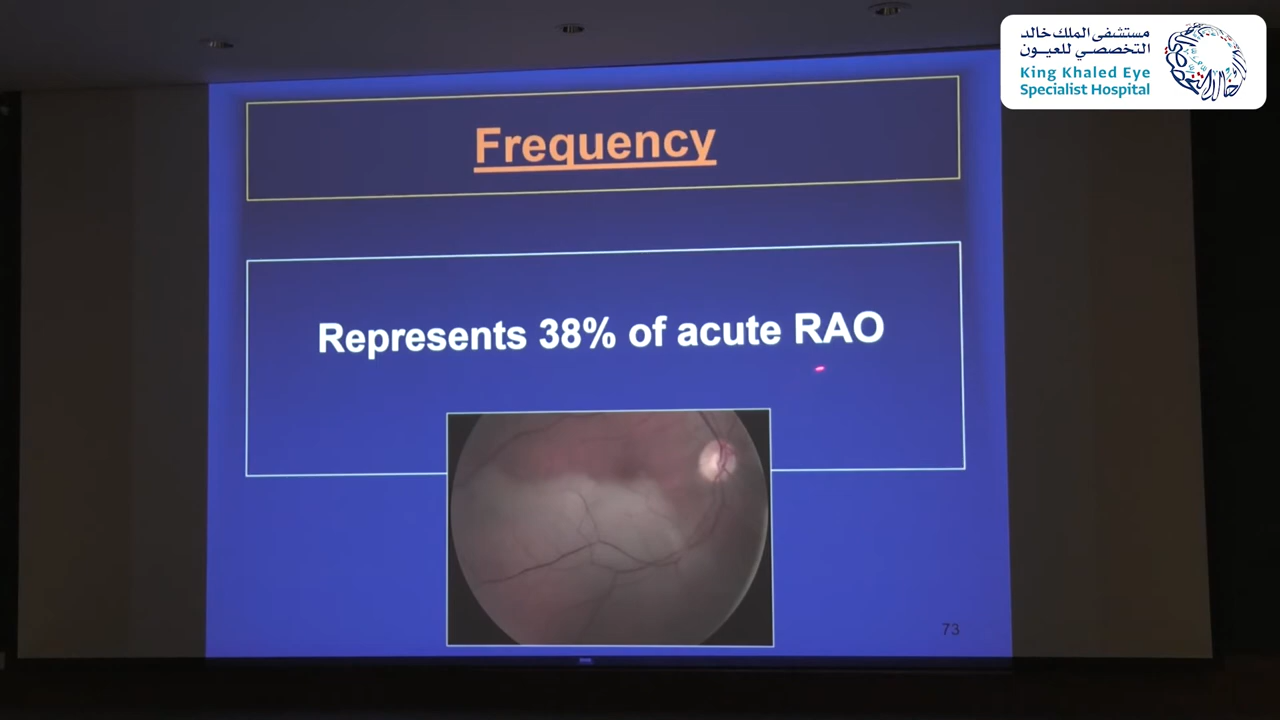 مستشفى الملك خالد
التخصصي للعيون
King Khaled Eye
Specialist Hospital
Frequency
Represents 38% of acute RAO
73